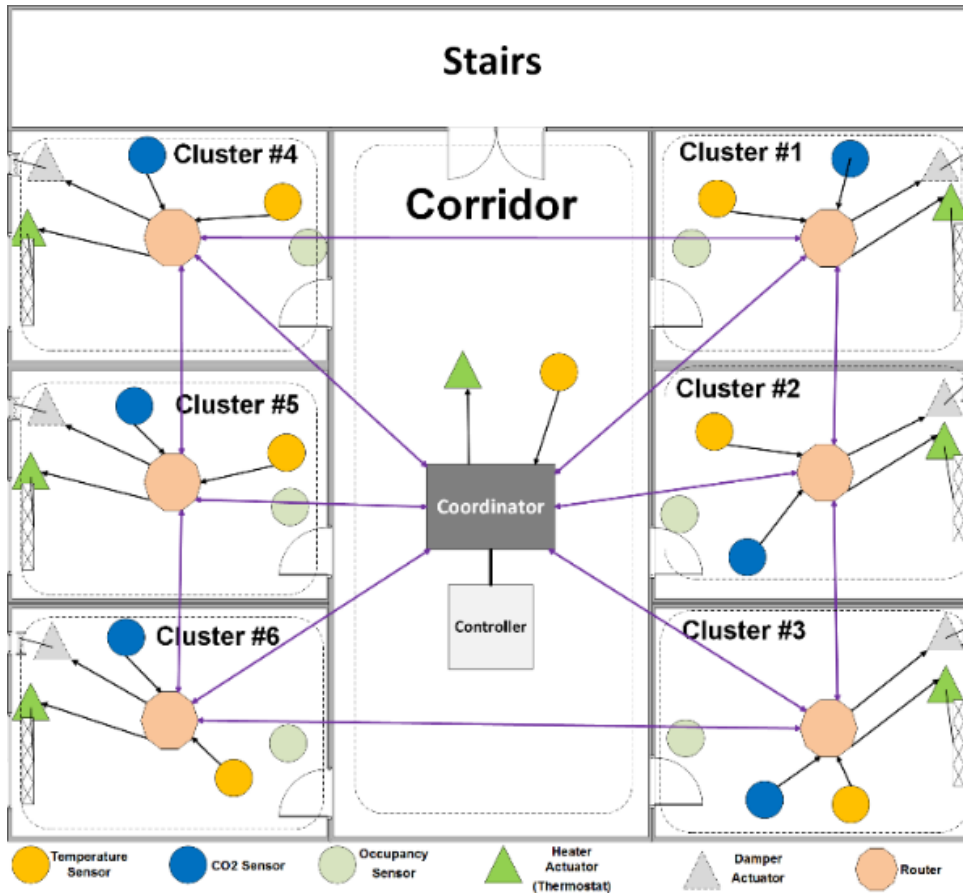 Stairs
Cluster #4
Cluster #1
Corridor
Cluster #5
Cluster #2
Coordinator
Controller
Cluster #6
Cluster #3
Temperature
Sensor
CO2 Sensor
Occupancy
Sensor
Heater
Actuator
(Thermostat)
Damper
Actuator
Router